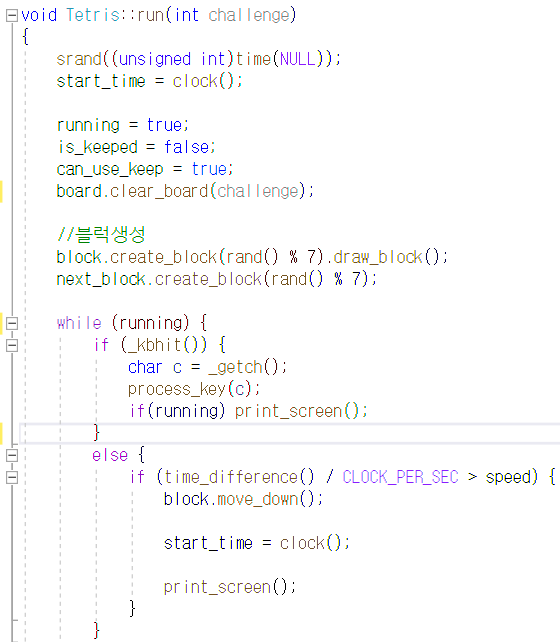 void Tetris::run(int challenge)
{
srand((unsigned int)time(NULL));
start_time = clock();
running = true;
is_keeped = false;
can_use_keep = true;
board.clear_board(challenge);
//블럭생성
block.create_block(rand() % 7).draw_block();
next_block.create_block(rand() % 7);
while (running) {
if (_kbhit()) {
char c = _getch();
process_key(c);
if(running) print_screen();
}
else {
if (time_difference() / CLOCK_PER_SEC > speed) {
block.move_down();
start_time = clock();
print_screen();
}
}